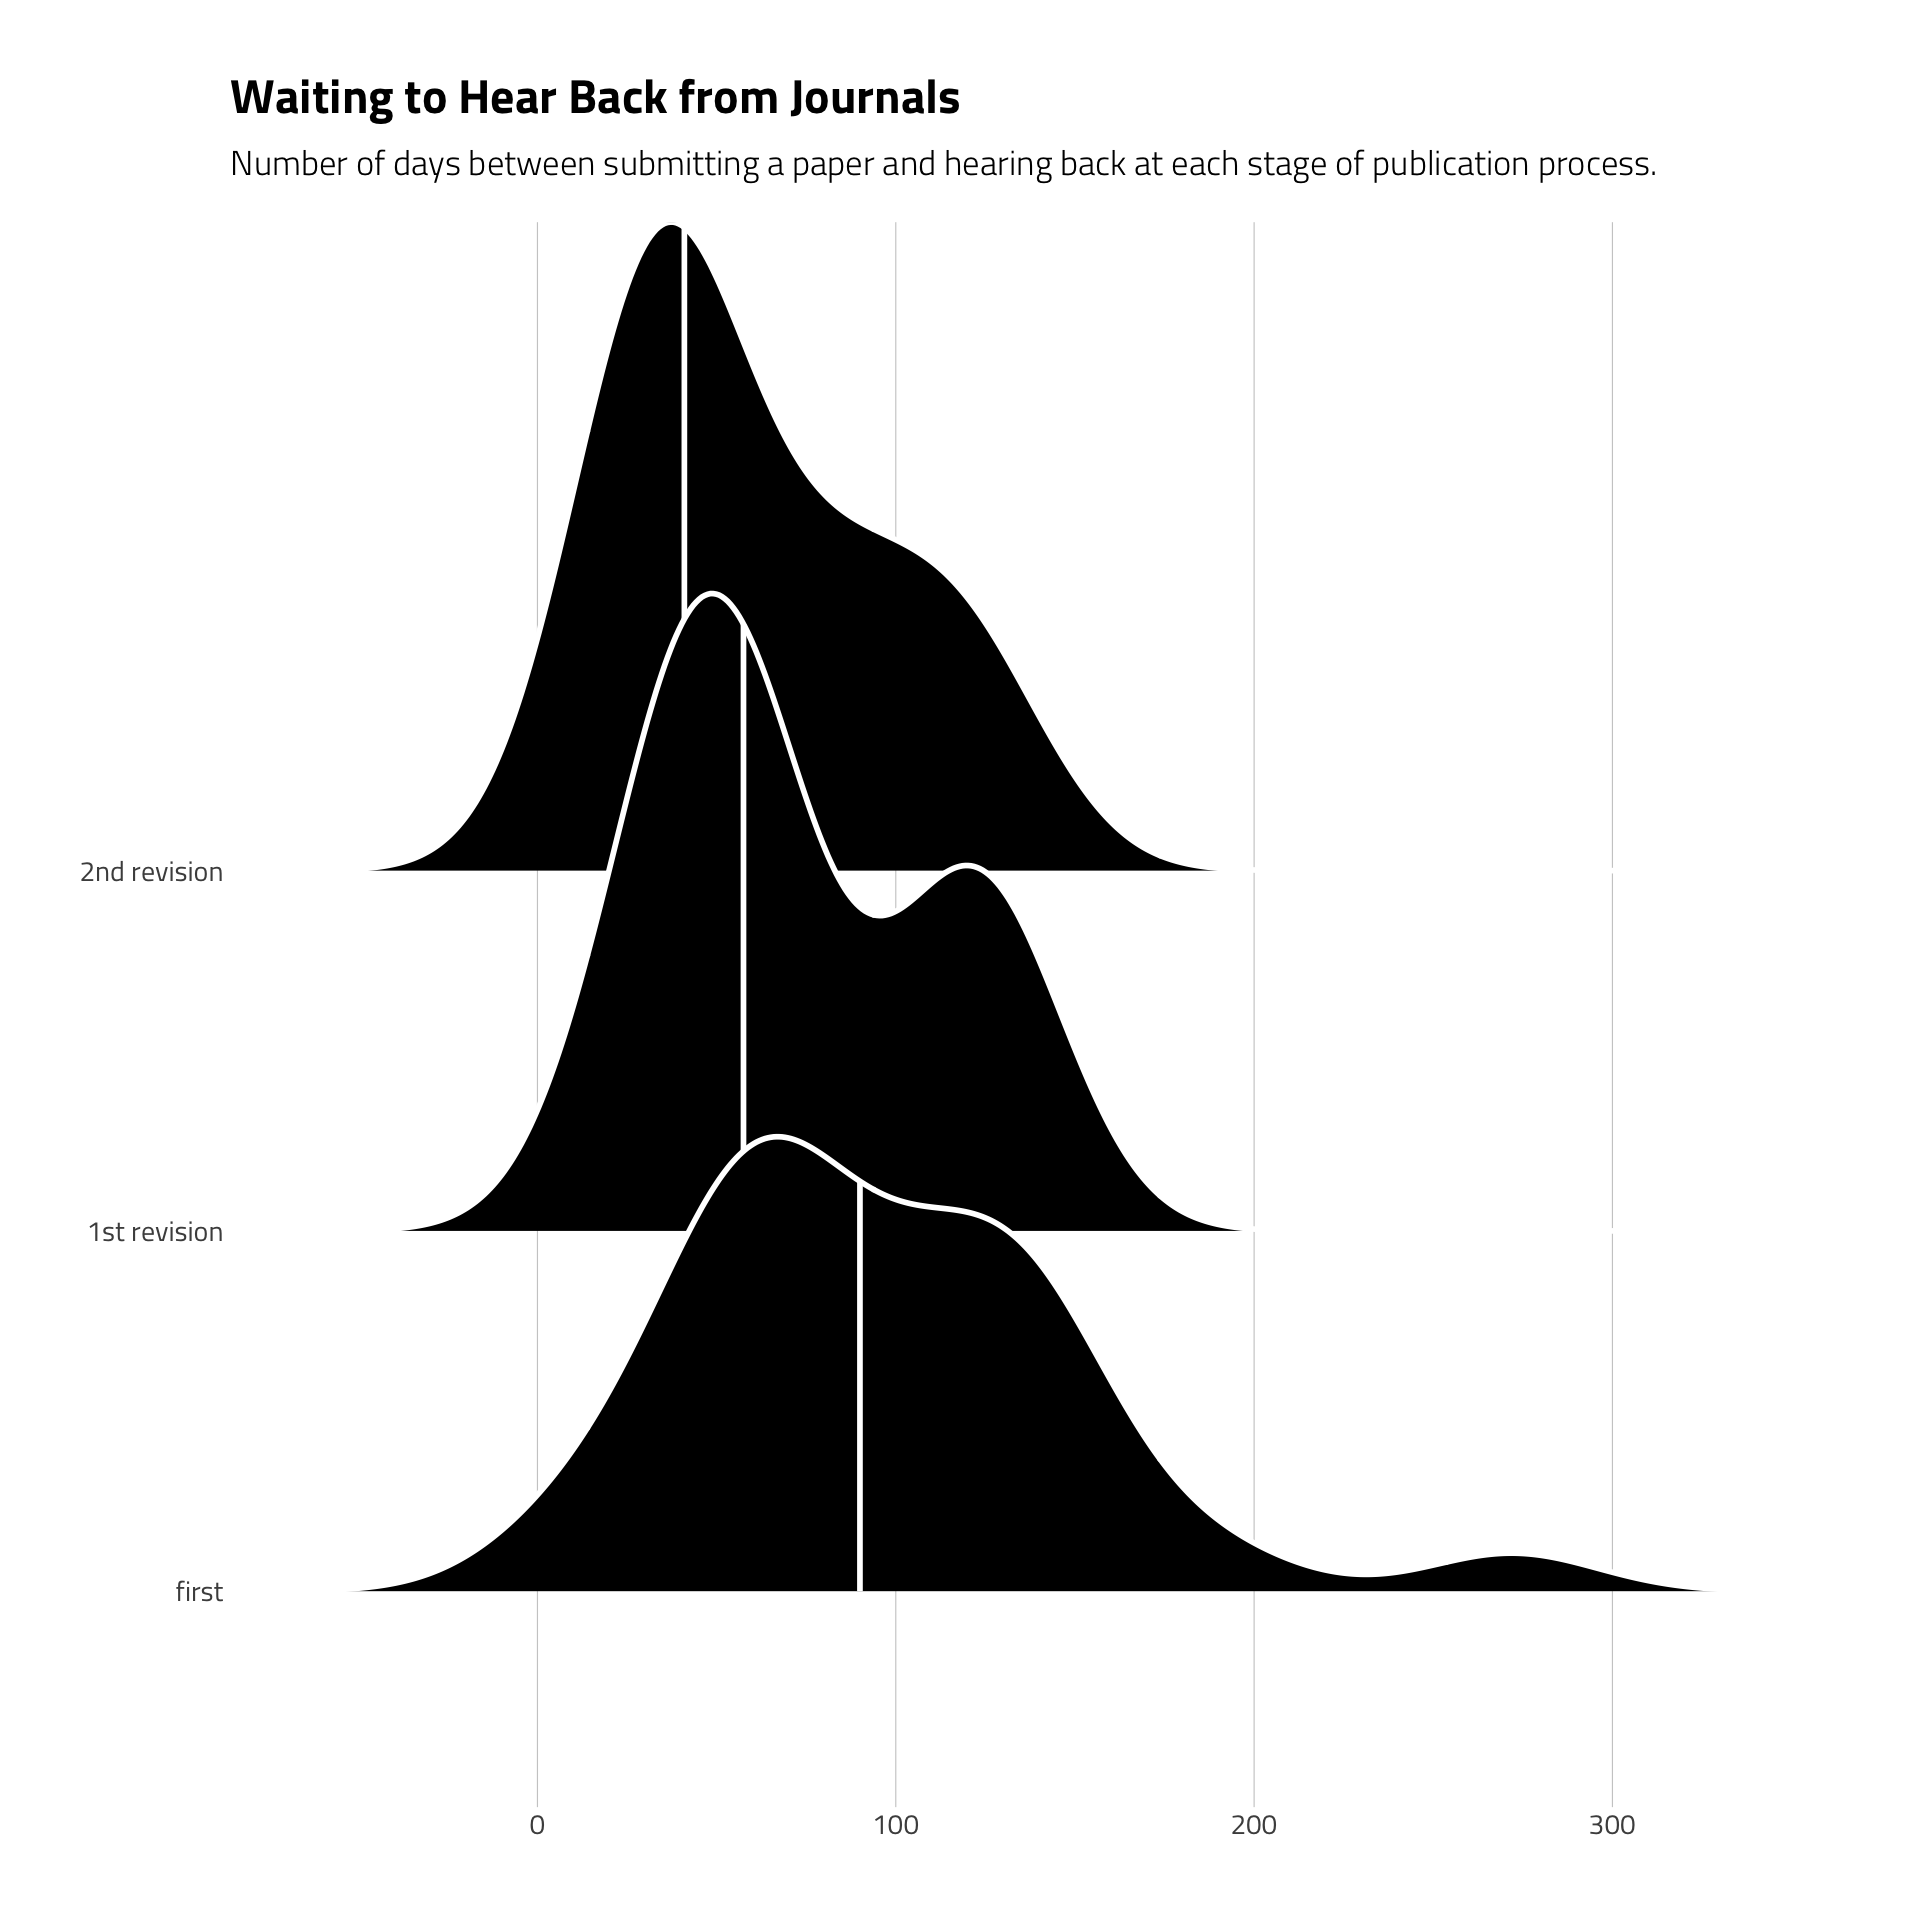 Waiting to Hear Back from Journals
Number of days between submitting a paper and hearing back at each stage of publication process.
2nd revision
1st revision
first
0 100 200 300